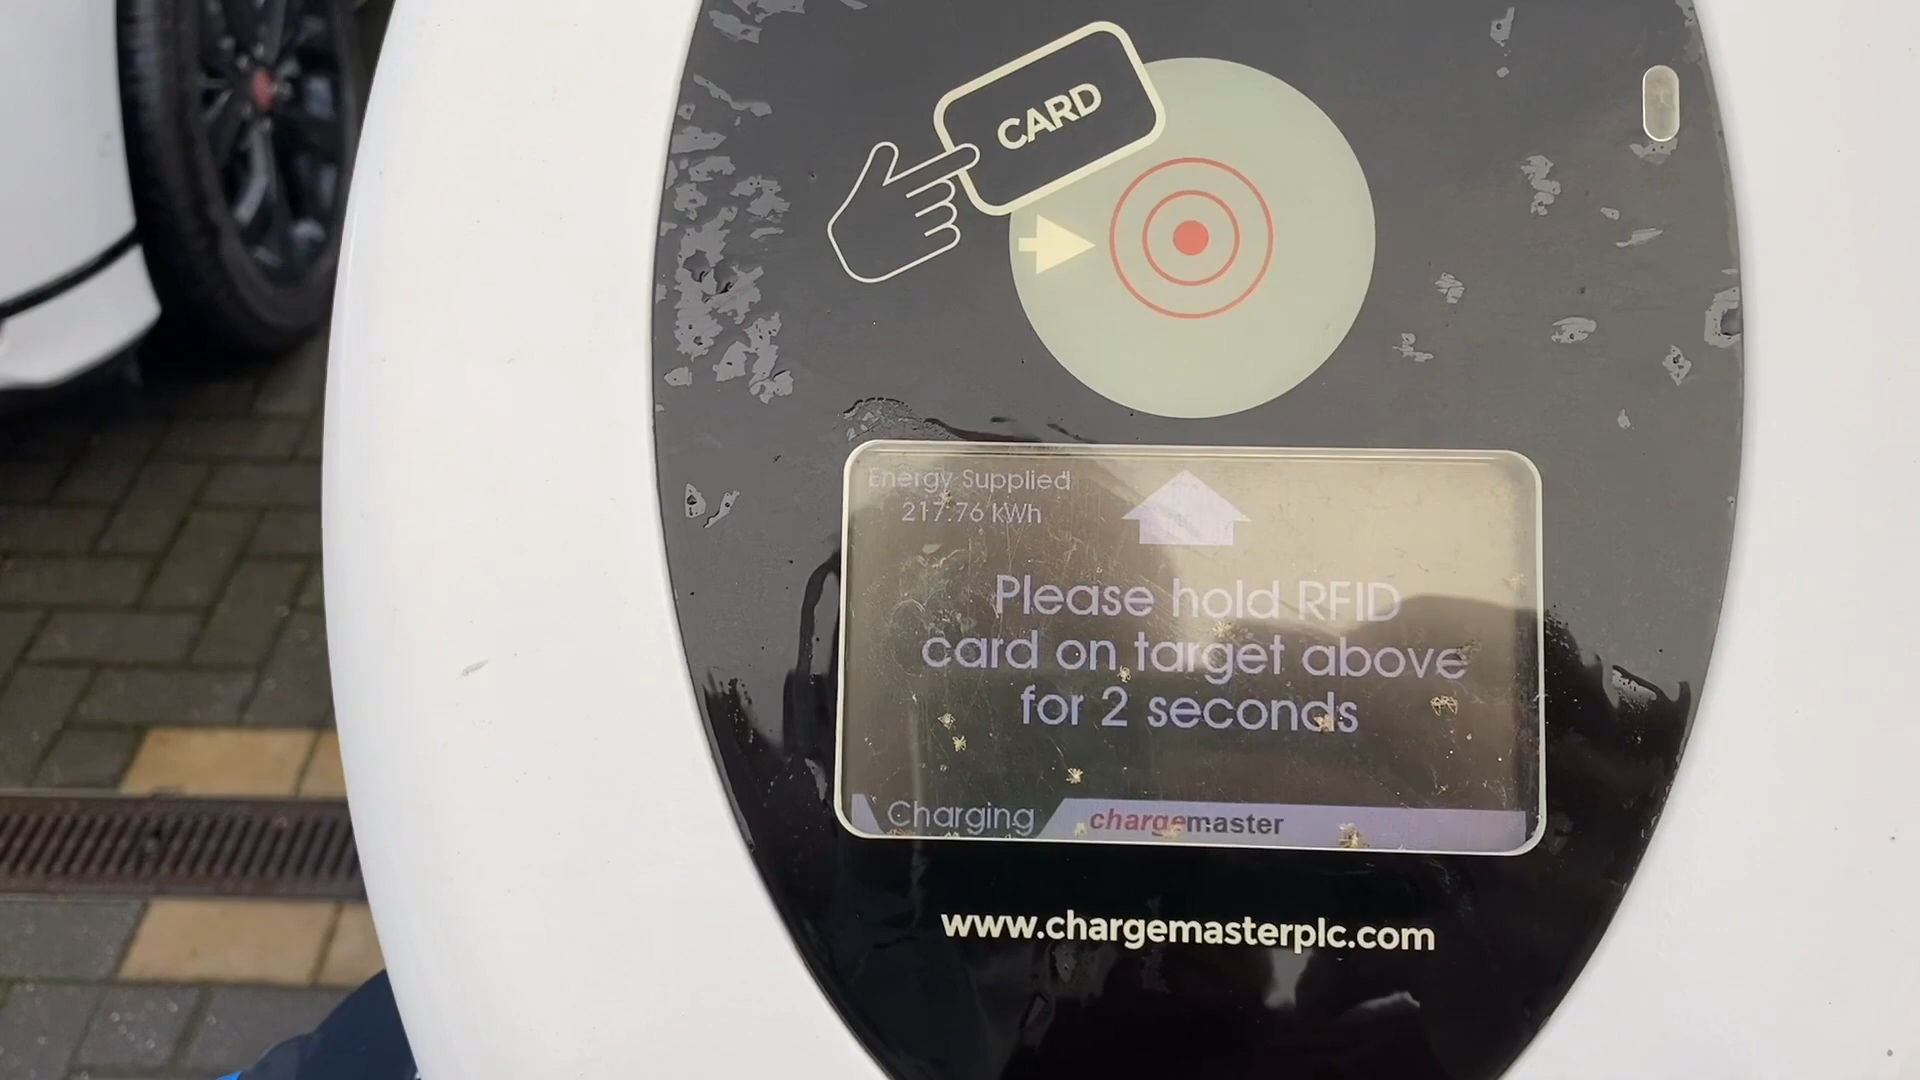 CARD
Energy Supplied
217.76 kWh
Please hold RFID
card on target above
for 2 seconds
Charging
chargemaster
www.chargemasterplc.com